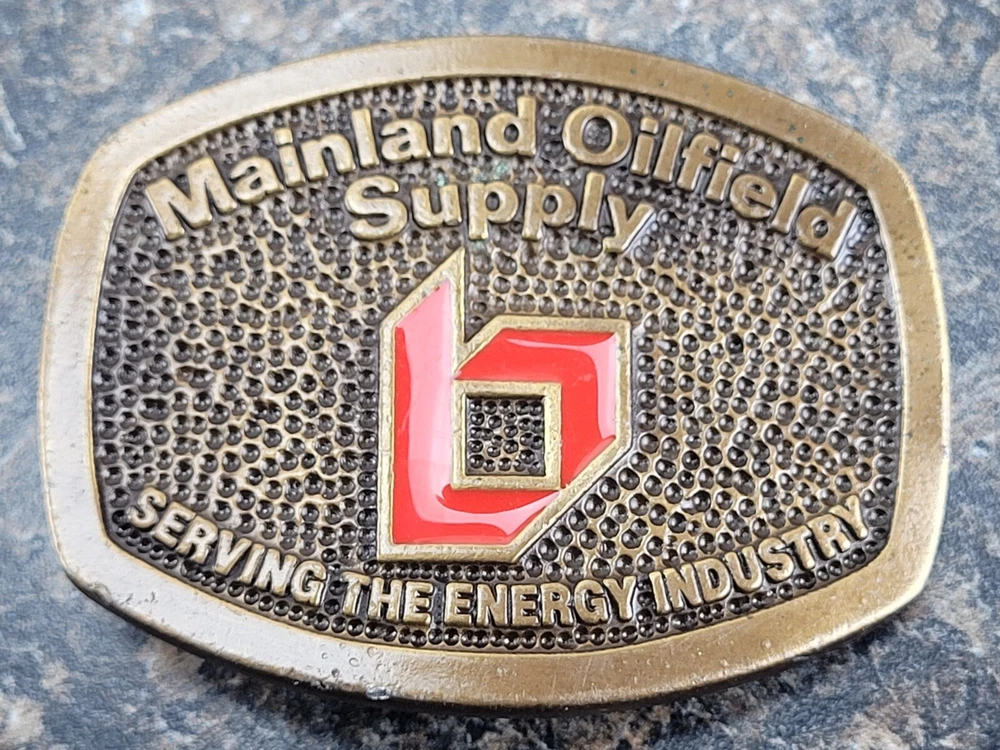 Mainland Oilfield
Supply
b
SERVING THE ENERGY INDUSTRY